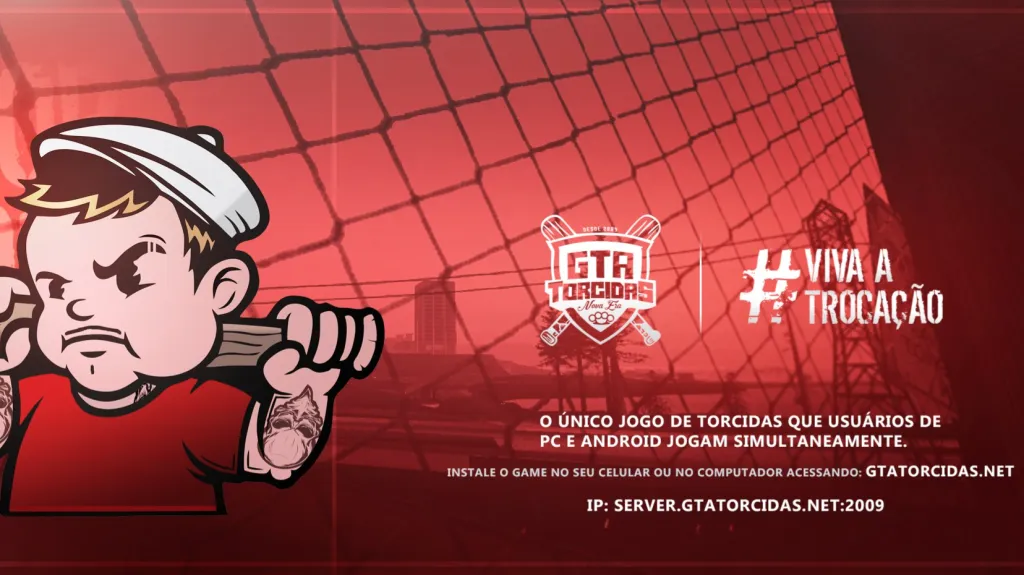 DESDE 2009
GTA
TORCIDAS
Nova Era
#VIVA A
TROCAÇÃO
O ÚNICO JOGO DE TORCIDAS QUE USUÁRIOS DE
PC E ANDROID JOGAM SIMULTANEAMENTE.
INSTALE O GAME NO SEU CELULAR OU NO COMPUTADOR ACESSANDO: GTATORCIDAS.NET
IP: SERVER.GTATORCIDAS.NET:2009